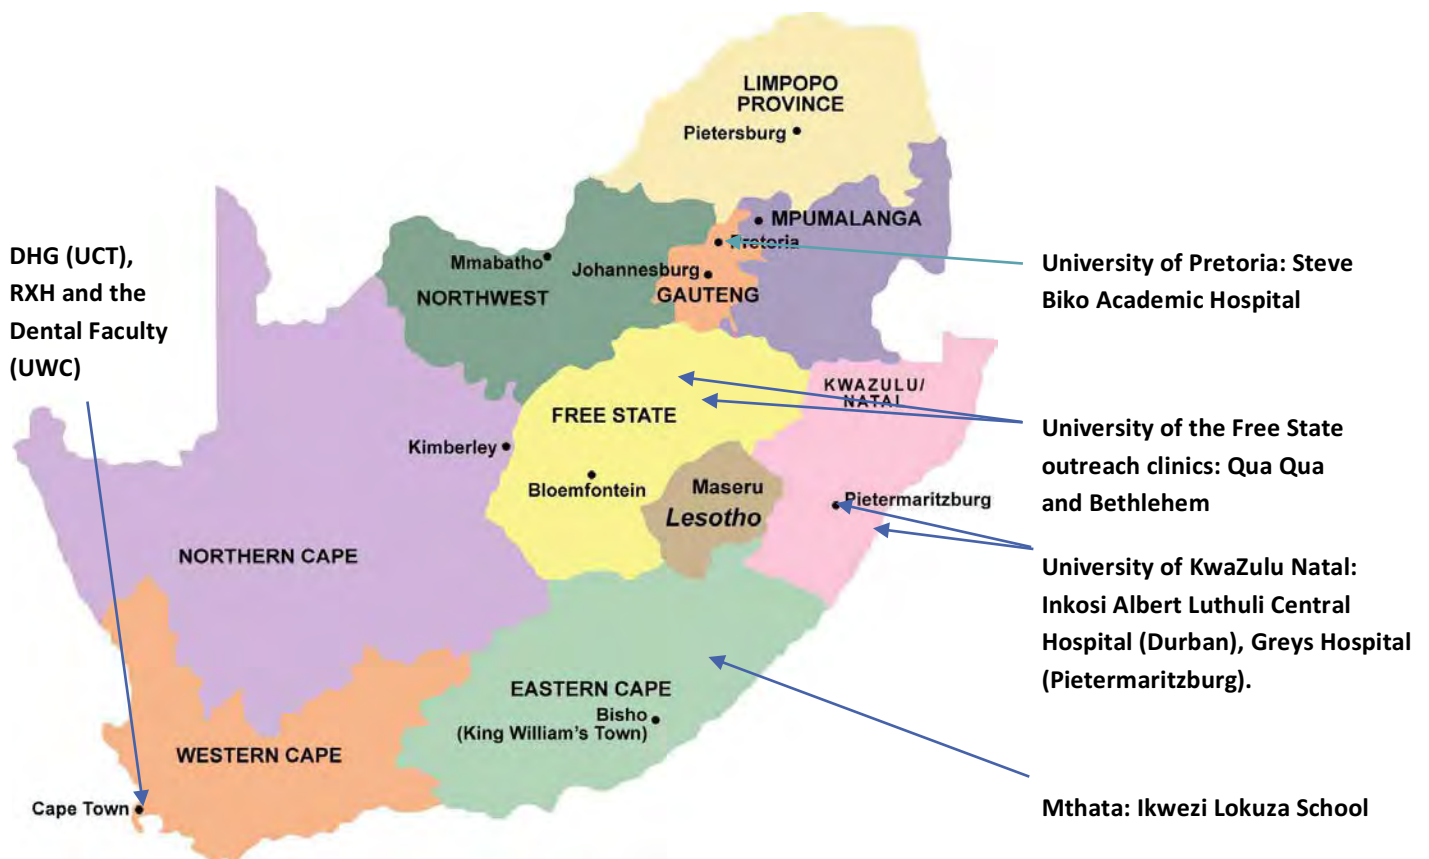 LIMPOPO
PROVINCE
Pietersburg
MPUMALANGA
Pretoria
Mmabatho
Johannesburg
NORTHWEST
GAUTENG
DHG (UCT),
RXH and the
Dental Faculty
(UWC)
University of Pretoria: Steve
Biko Academic Hospital
KWAZULU/
NATAL
FREE STATE
Kimberley
Bloemfontein
Maseru
Lesotho
Pietermaritzburg
University of the Free State
outreach clinics: Qua Qua
and Bethlehem
NORTHERN CAPE
University of KwaZulu Natal:
Inkosi Albert Luthuli Central
Hospital (Durban), Greys Hospital
(Pietermaritzburg).
EASTERN CAPE
Bisho
(King William's Town)
WESTERN CAPE
Cape Town
Mthata: Ikwezi Lokuza School